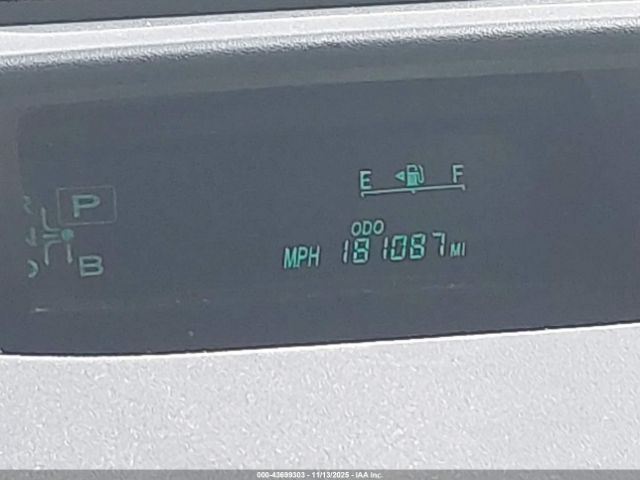 E F
P
ODO
MPH 181087 MI
B
000-43699303 - 11/13/2025 - IAA Inc.